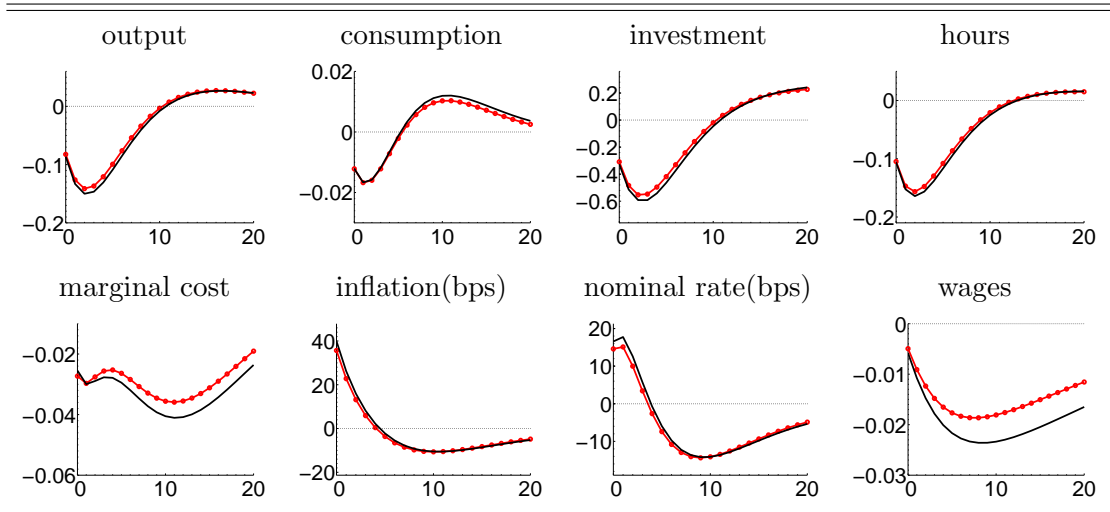 output consumption investment hours
0 −0.1 −0.2 0 10 20
0.02 0 −0.02 0 10 20
0.2 0 −0.2 −0.4 −0.6 0 10 20
0 −0.1 −0.2 0 10 20
marginal cost inflation(bps) nominal rate(bps) wages
−0.02 −0.04 −0.06 0 10 20
40 20 0 −20 0 10 20
20 10 0 −10 0 10 20
0 −0.01 −0.02 −0.03 0 10 20